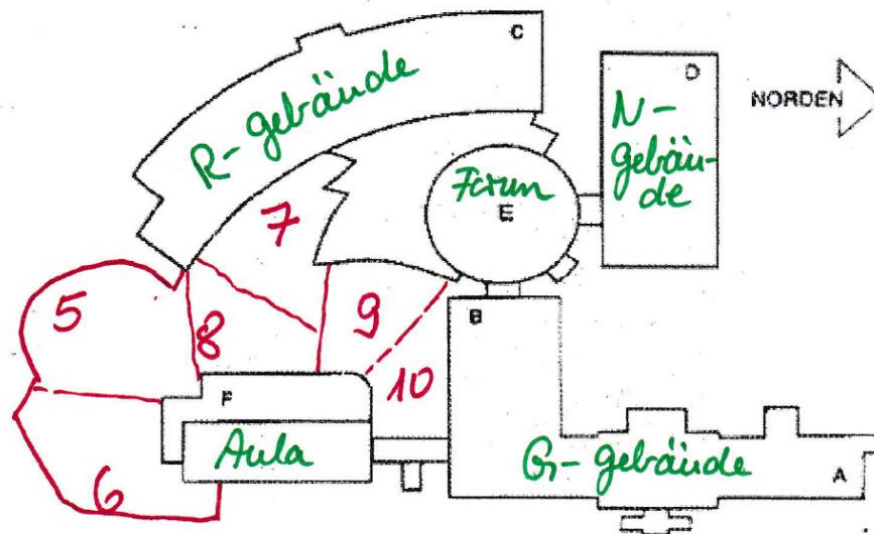 C
R-gebäude
D
N-
gebäu-
de
NORDEN
Forum
E
7
5
8
9
B
10
F
Aula
G-gebäude
A
6